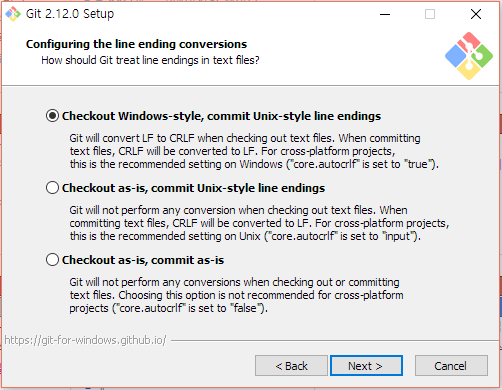 Git 2.12.0 Setup
Configuring the line ending conversions
How should Git treat line endings in text files?
Checkout Windows-style, commit Unix-style line endings
Git will convert LF to CRLF when checking out text files. When committing
text files, CRLF will be converted to LF. For cross-platform projects,
this is the recommended setting on Windows ("core.autocrlf" is set to "true").
Checkout as-is, commit Unix-style line endings
Git will not perform any conversion when checking out text files. When
committing text files, CRLF will be converted to LF. For cross-platform projects,
this is the recommended setting on Unix ("core.autocrlf" is set to "input").
Checkout as-is, commit as-is
Git will not perform any conversions when checking out or committing
text files. Choosing this option is not recommended for cross-platform
projects ("core.autocrlf" is set to "false").
https://git-for-windows.github.io/
< Back
Next >
Cancel